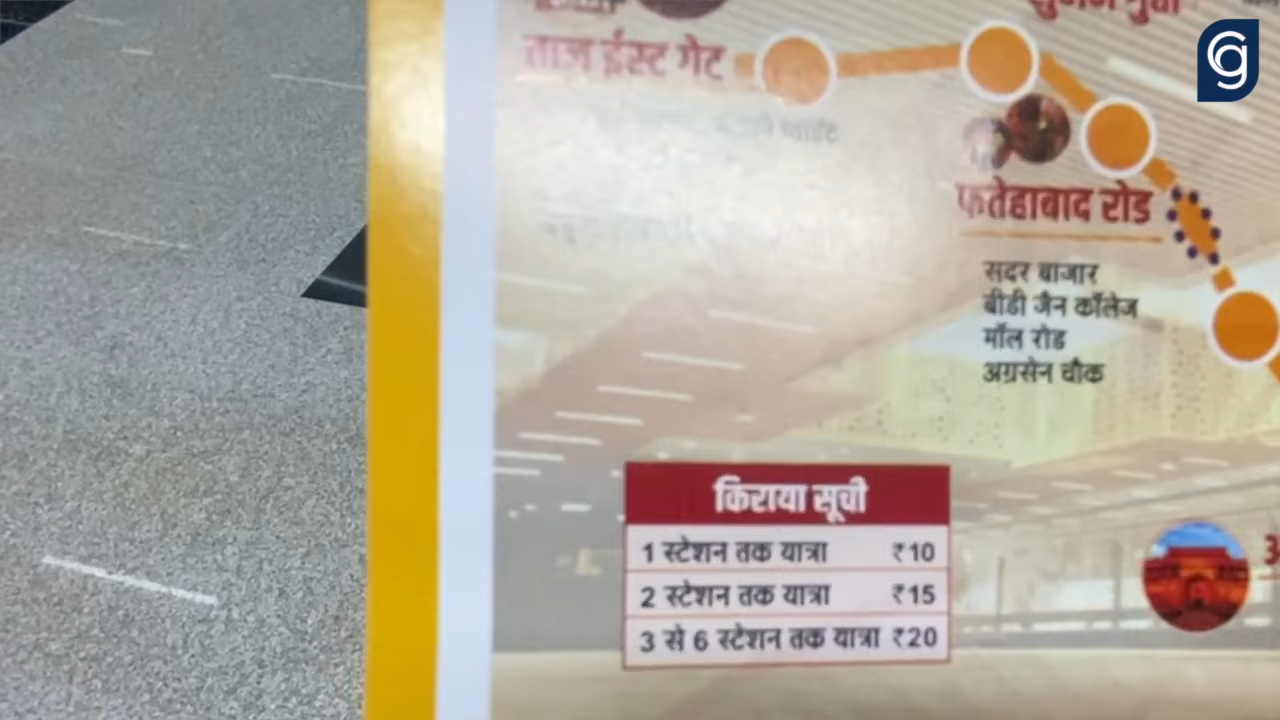 ताज ईस्ट गेट
फतेहाबाद रोड
सदर बाजार
बीडी जैन कॉलेज
मॉल रोड
अग्रसेन चौक
किराया सूची
1 स्टेशन तक यात्रा ₹10
2 स्टेशन तक यात्रा ₹15
3 से 6 स्टेशन तक यात्रा ₹20